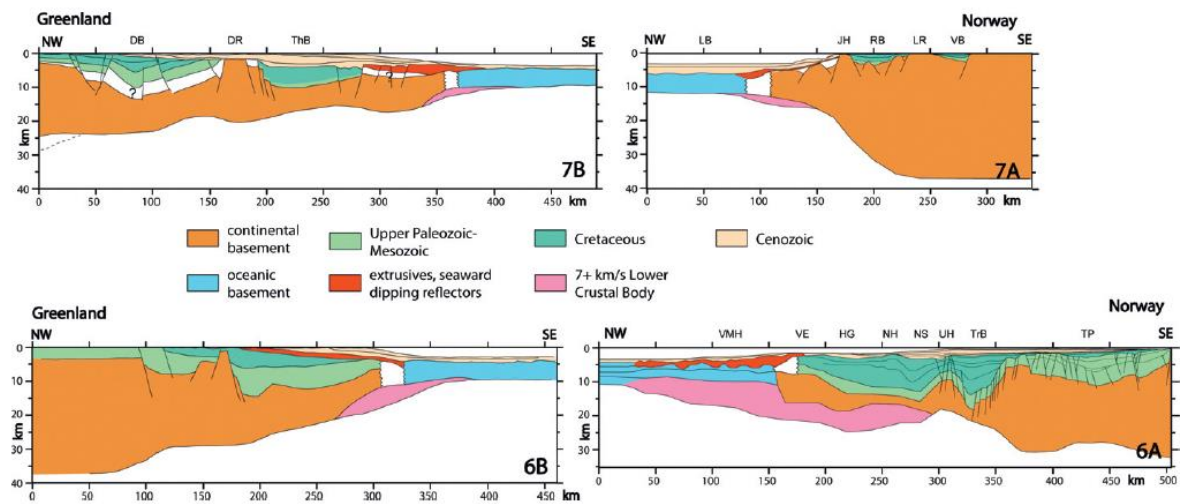 Greenland
Norway
NW DB DR ThB SE
NW LB JH RB LR VB SE
0
10
20
30
40
km
?
?
7B
0 50 100 150 200 250 300 350 400 450 km
0
10
20
30
40
km
7A
0 50 100 150 200 250 300 km
continental basement
Upper Paleozoic-Mesozoic
Cretaceous
Cenozoic
oceanic basement
extrusives, seaward dipping reflectors
7+ km/s Lower Crustal Body
Greenland
Norway
NW SE
NW VMH VE HG NH NS UH TrB TP SE
0
10
20
30
40
km
6B
0 50 100 150 200 250 300 350 400 450 km
0
10
20
30
km
6A
50 100 150 200 250 300 350 400 450 km 500